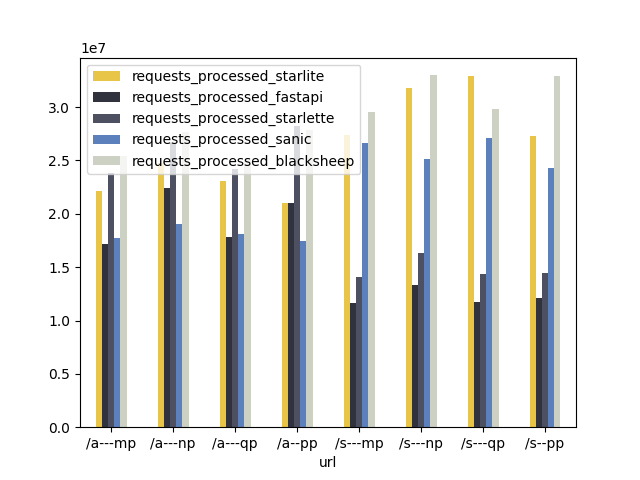 1e7
requests_processed_starlite
requests_processed_fastapi
requests_processed_starlette
requests_processed_sanic
requests_processed_blacksheep
3.0
2.5
2.0
1.5
1.0
0.5
0.0
/a---mp /a---np /a---qp /a--pp /s---mp /s---np /s---qp /s--pp
url